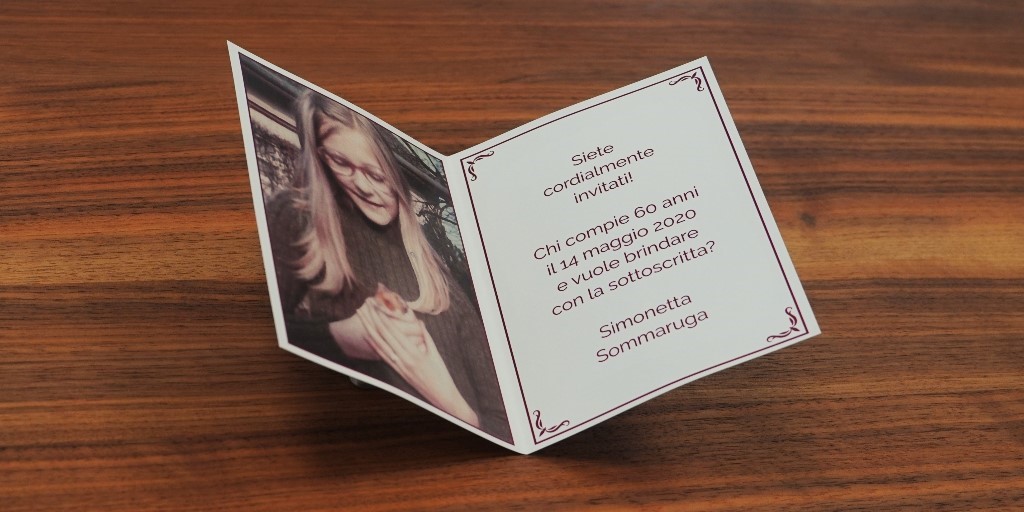 Siete
cordialmente
invitati!
Chi compie 60 anni
il 14 maggio 2020
e vuole brindare
con la sottoscritta?
Simonetta
Sommaruga